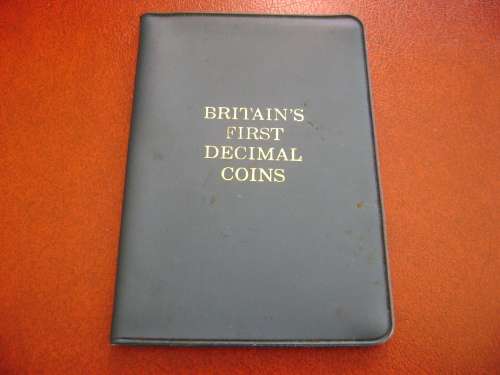 BRITAIN'S
FIRST
DECIMAL
COINS